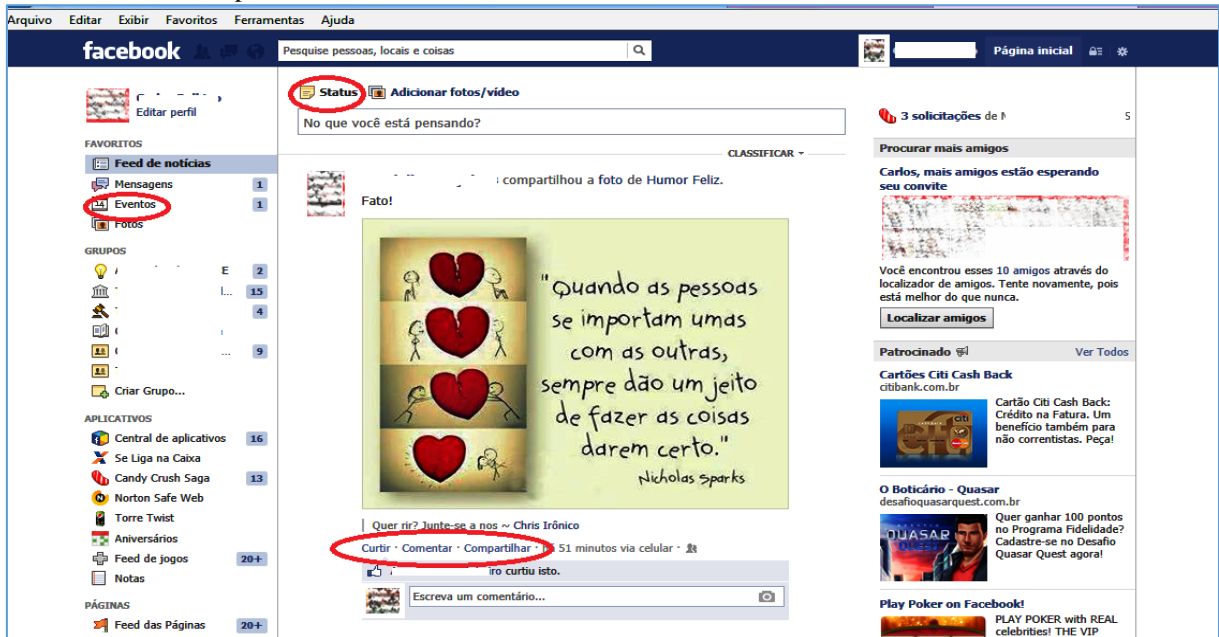 Arquivo Editar Exibir Favoritos Ferramentas Ajuda
facebook
Pesquise pessoas, locais e coisas
Página inicial
Editar perfil
FAVORITOS
Feed de notícias
Mensagens 1
Eventos 1
Fotos
GRUPOS
E 2
l... 15
4
... 9
Criar Grupo...
APLICATIVOS
Central de aplicativos 16
Se Liga na Caixa
Candy Crush Saga 13
Norton Safe Web
Torre Twist
Aniversários
Feed de jogos 20+
Notas
PÁGINAS
Feed das Páginas 20+
Status Adicionar fotos/vídeo
No que você está pensando?
CLASSIFICAR
compartilhou a foto de Humor Feliz.
Fato!
"Quando as pessoas
se importam umas
com as outras,
sempre dão um jeito
de fazer as coisas
darem certo."
Nicholas Sparks
Quer rir? Junte-se a nos ~ Chris Irônico
Curtir · Comentar · Compartilhar · há 51 minutos via celular ·
curtiu isto.
Escreva um comentário...
3 solicitações de
Procurar mais amigos
Carlos, mais amigos estão esperando
seu convite
Você encontrou esses 10 amigos através do
localizador de amigos. Tente novamente, pois
está melhor do que nunca.
Localizar amigos
Patrocinado Ver Todos
Cartões Citi Cash Back
citibank.com.br
citi
Cartão Citi Cash Back:
Crédito na Fatura. Um
benefício também para
não correntistas. Peça!
O Boticário - Quasar
desafioquasarquest.com.br
QUASAR
QUEST
Quer ganhar 100 pontos
no Programa Fidelidade?
Cadastre-se no Desafio
Quasar Quest agora!
Play Poker on Facebook!
PLAY POKER with REAL
celebrities! THE VIP